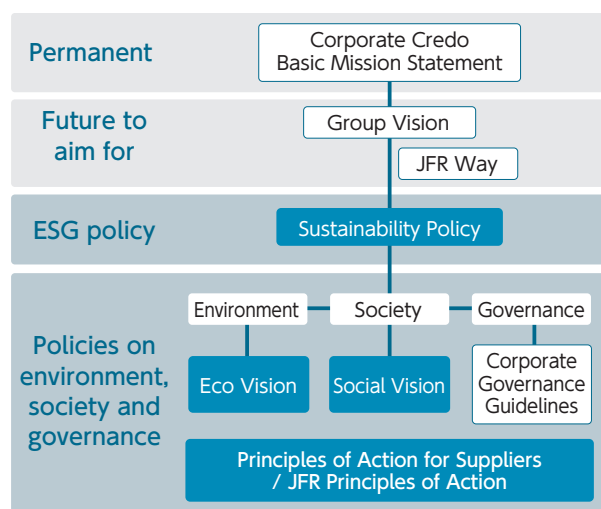 Permanent
Corporate Credo
Basic Mission Statement
Future to
aim for
Group Vision
JFR Way
ESG policy
Sustainability Policy
Policies on
environment,
society and
governance
Environment
Society
Governance
Eco Vision
Social Vision
Corporate
Governance
Guidelines
Principles of Action for Suppliers
/ JFR Principles of Action